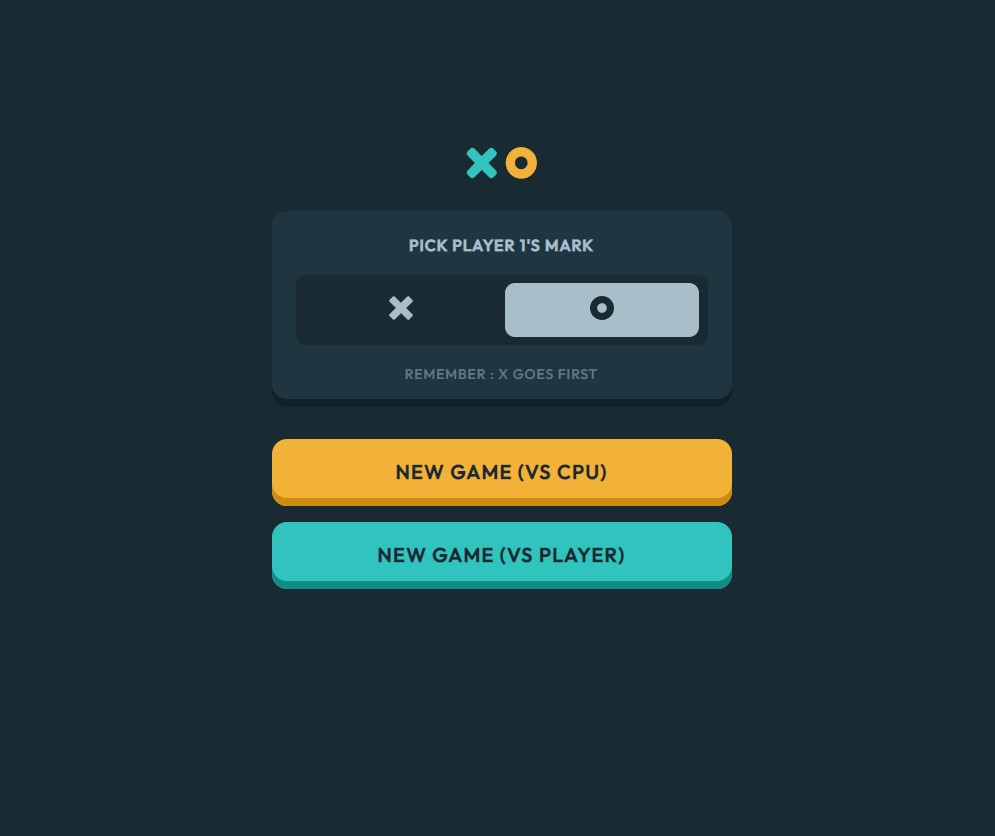 PICK PLAYER 1'S MARK
REMEMBER : X GOES FIRST
NEW GAME (VS CPU)
NEW GAME (VS PLAYER)